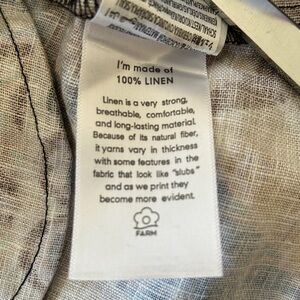 I'm made of
100% LINEN
Linen is a very strong,
breathable, comfortable,
and long-lasting material.
Because of its natural fiber,
it yarns vary in thickness
with some features in the
fabric that look like "slubs"
and as we print they
become more evident.
FARM